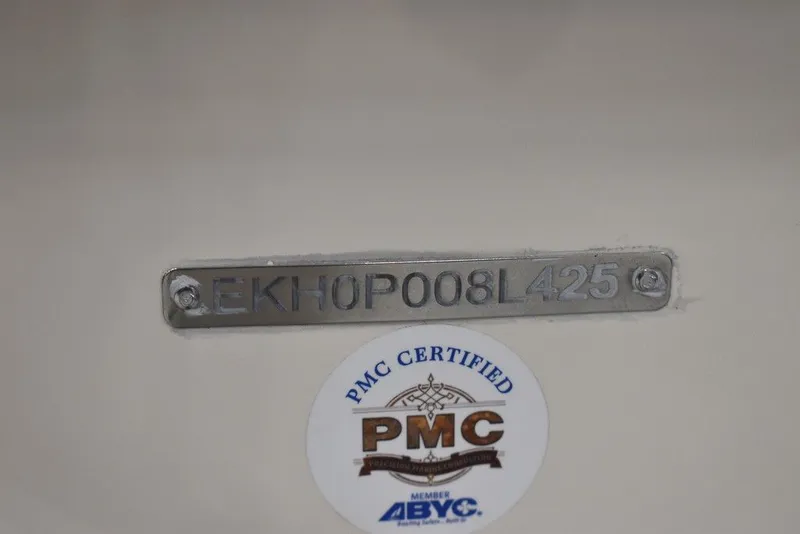 EKH0P008L425
PMC CERTIFIED
PMC
MEMBER
ABYC